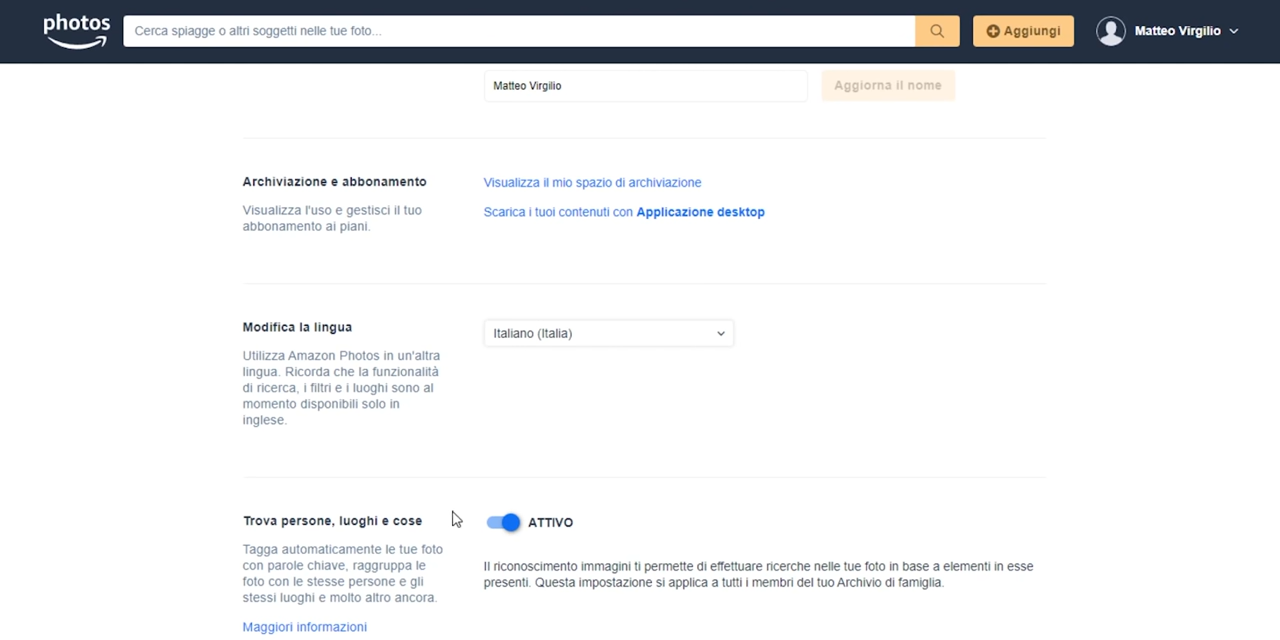 photos
Cerca spiagge o altri soggetti nelle tue foto...
Aggiungi
Matteo Virgilio
Matteo Virgilio
Aggiorna il nome
Archiviazione e abbonamento
Visualizza l'uso e gestisci il tuo
abbonamento ai piani.
Visualizza il mio spazio di archiviazione
Scarica i tuoi contenuti con Applicazione desktop
Modifica la lingua
Utilizza Amazon Photos in un'altra
lingua. Ricorda che la funzionalità
di ricerca, i filtri e i luoghi sono al
momento disponibili solo in
inglese.
Italiano (Italia)
Trova persone, luoghi e cose
Tagga automaticamente le tue foto
con parole chiave, raggruppa le
foto con le stesse persone e gli
stessi luoghi e molto altro ancora.
Maggiori informazioni
ATTIVO
Il riconoscimento immagini ti permette di effettuare ricerche nelle tue foto in base a elementi in esse
presenti. Questa impostazione si applica a tutti i membri del tuo Archivio di famiglia.